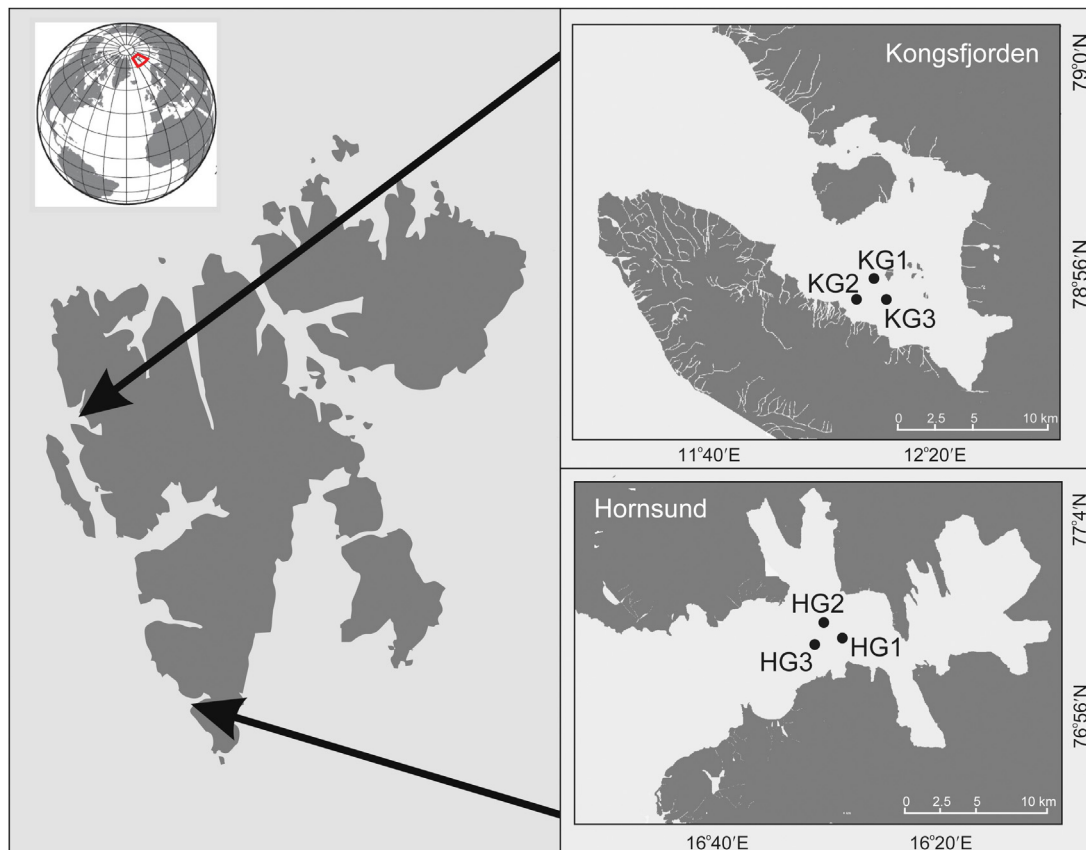 Kongsfjorden
79°0'N
KG1
KG2
78°56'N
KG3
0 2.5 5 10 km
11°40'E 12°20'E
Hornsund
77°4'N
HG2
HG3 HG1
76°56'N
0 2.5 5 10 km
16°40'E 16°20'E